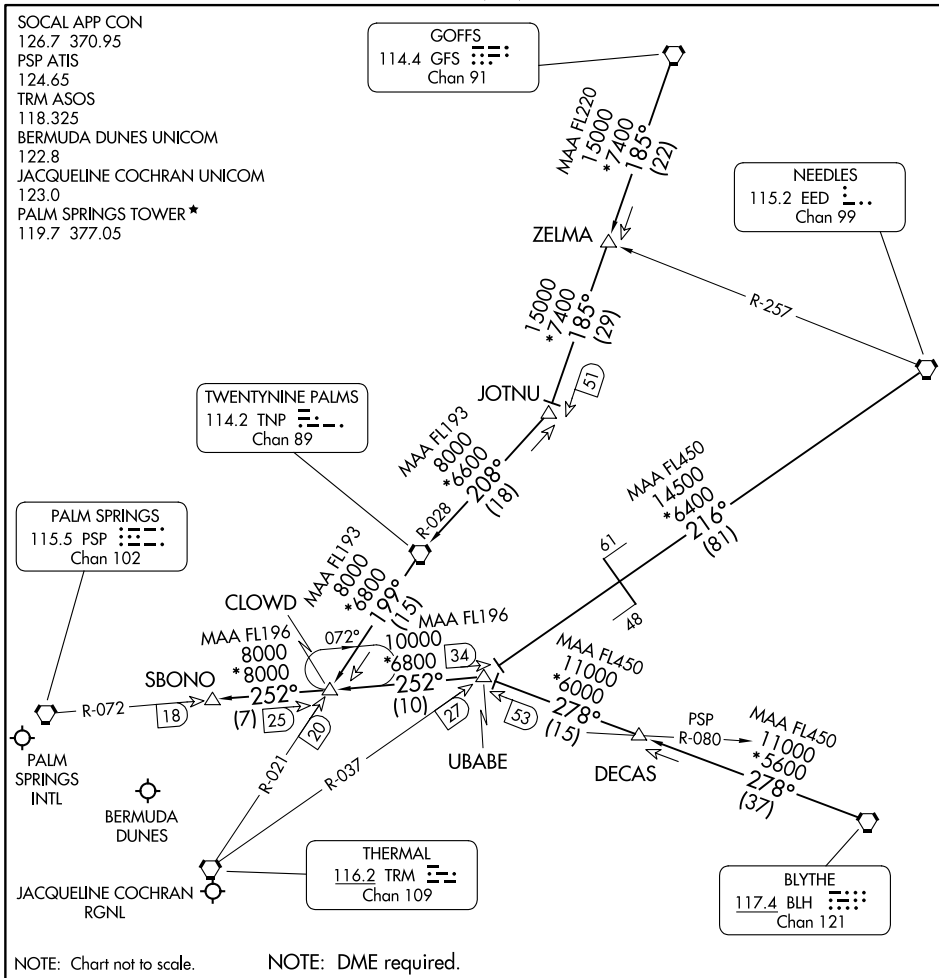 SOCAL APP CON
126.7 370.95
PSP ATIS
124.65
TRM ASOS
118.325
BERMUDA DUNES UNICOM
122.8
JACQUELINE COCHRAN UNICOM
123.0
PALM SPRINGS TOWER★
119.7 377.05
GOFFS
114.4 GFS
Chan 91
MAA FL220
15000
*7400
185°
(22)
NEEDLES
115.2 EED
Chan 99
ZELMA
R-257
15000
*7400
185°
(29)
JOTNU
51
TWENTYNINE PALMS
114.2 TNP
Chan 89
MAA FL193
8000
*6600
208°
(18)
R-028
MAA FL450
14500
*6400
216°
(81)
61
48
PALM SPRINGS
115.5 PSP
Chan 102
MAA FL193
8000
*6800
199°
(15)
CLOWD
072°
MAA FL196
8000
*8000
252°
(7)
MAA FL196
10000
*6800
252°
(10)
34
SBONO
R-072
18
25
20
27
53
MAA FL450
11000
*6000
278°
(15)
PSP
R-080
MAA FL450
11000
*5600
278°
(37)
UBABE
DECAS
R-021
R-037
PALM
SPRINGS
INTL
BERMUDA
DUNES
JACQUELINE COCHRAN
RGNL
THERMAL
116.2 TRM
Chan 109
BLYTHE
117.4 BLH
Chan 121
NOTE: Chart not to scale.
NOTE: DME required.